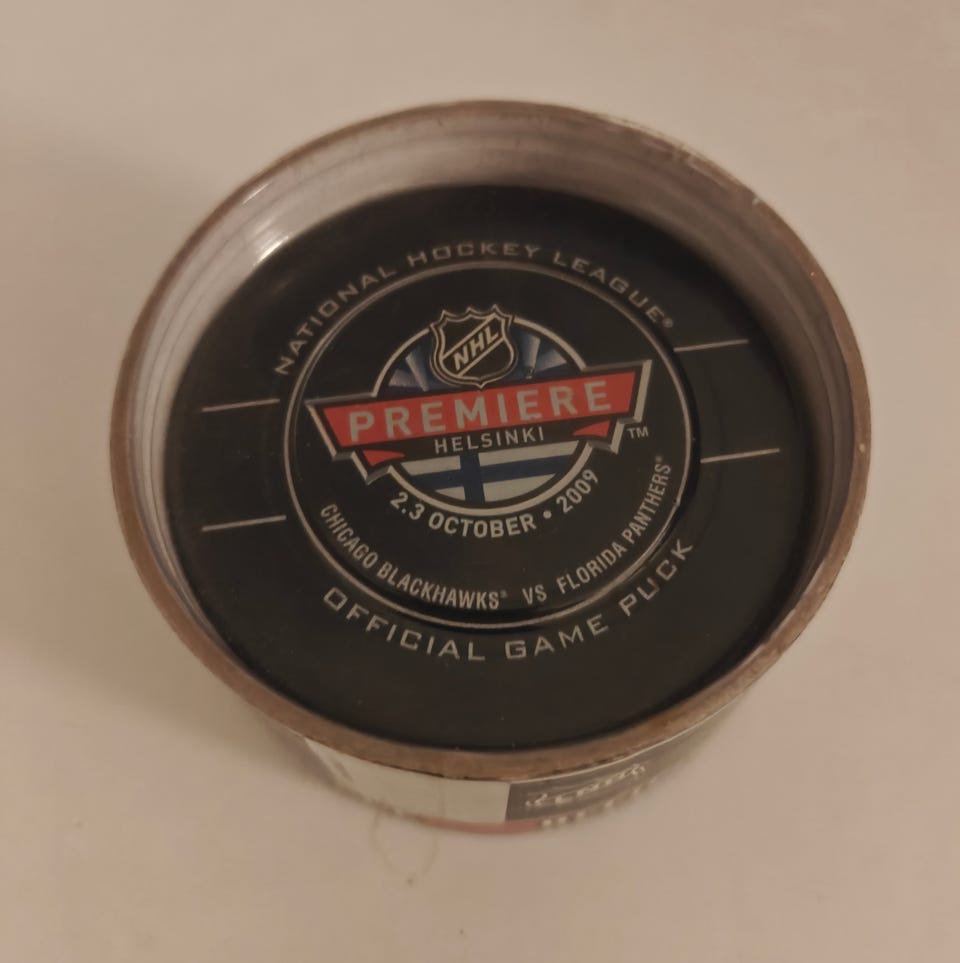 NATIONAL HOCKEY LEAGUE®
NHL
PREMIERE
HELSINKI
TM
2.3 OCTOBER • 2009
CHICAGO BLACKHAWKS® VS FLORIDA PANTHERS®
OFFICIAL GAME PUCK